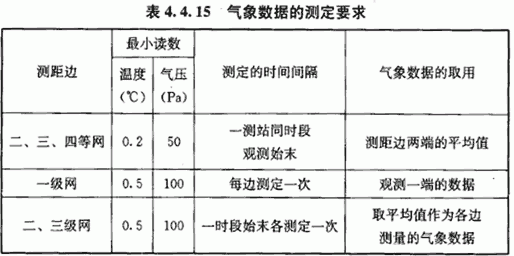 表 4.4.15 气象数据的测定要求
测距边
最小读数
测定的时间间隔
气象数据的取用
温度
(℃)
气压
(Pa)
二、三、四等网
0.2
50
一测站同时段
观测始末
测距边两端的平均值
一级网
0.5
100
每边测定一次
观测一端的数据
二、三级网
0.5
100
一时段始末各测定一次
取平均值作为各边
测量的气象数据